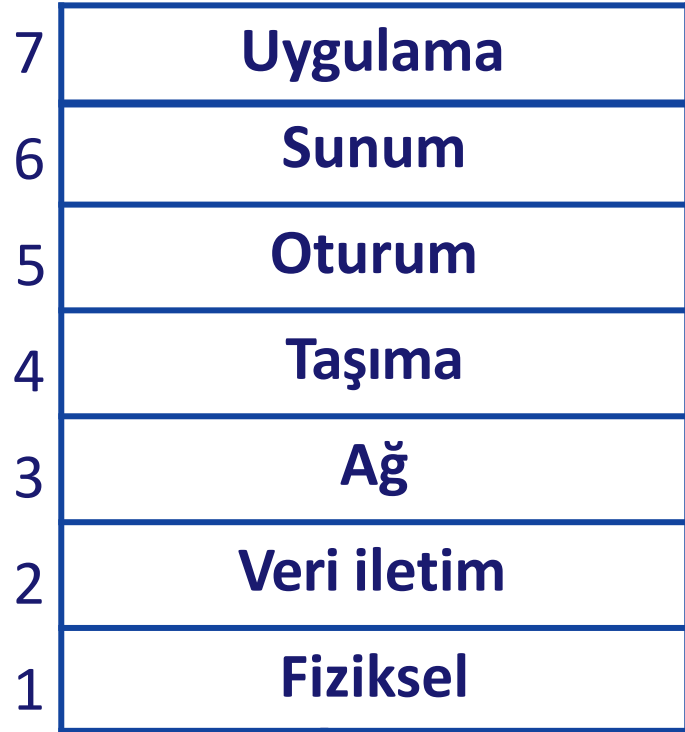 7 Uygulama
6 Sunum
5 Oturum
4 Taşıma
3 Ağ
2 Veri iletim
1 Fiziksel